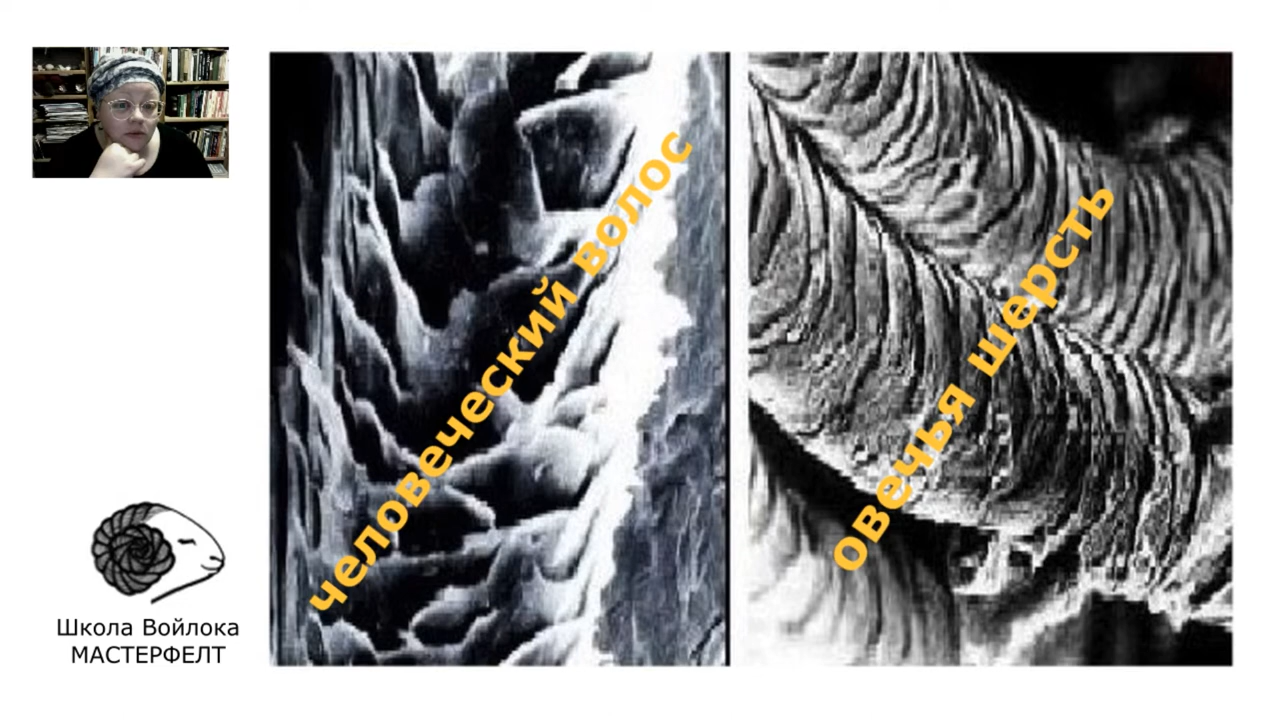 человеческий волос
овечья шерсть
Школа Войлока
МАСТЕРФЕЛТ